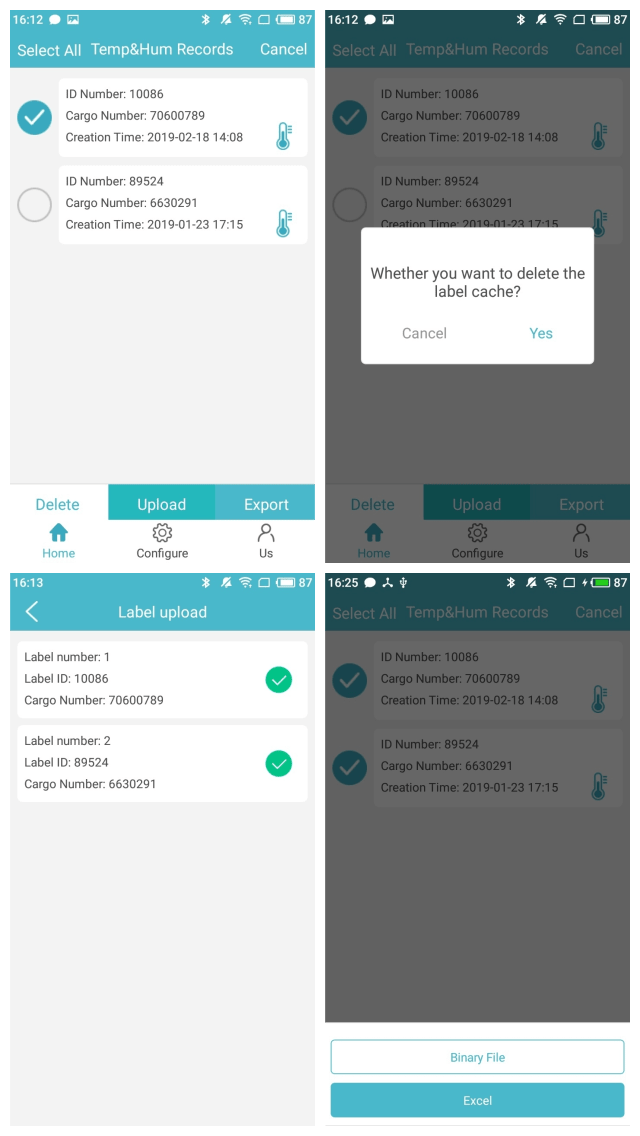 16:12
87
Select All Temp&Hum Records Cancel
ID Number: 10086
Cargo Number: 70600789
Creation Time: 2019-02-18 14:08
ID Number: 89524
Cargo Number: 6630291
Creation Time: 2019-01-23 17:15
Delete Upload Export
Home Configure Us
16:12
87
Select All Temp&Hum Records Cancel
ID Number: 10086
Cargo Number: 70600789
Creation Time: 2019-02-18 14:08
ID Number: 89524
Cargo Number: 6630291
Creation Time: 2019-01-23 17:15
Whether you want to delete the
label cache?
Cancel Yes
Delete Upload Export
Home Configure Us
16:13
87
Label upload
Label number: 1
Label ID: 10086
Cargo Number: 70600789
Label number: 2
Label ID: 89524
Cargo Number: 6630291
16:25
87
Select All Temp&Hum Records Cancel
ID Number: 10086
Cargo Number: 70600789
Creation Time: 2019-02-18 14:08
ID Number: 89524
Cargo Number: 6630291
Creation Time: 2019-01-23 17:15
Binary File
Excel